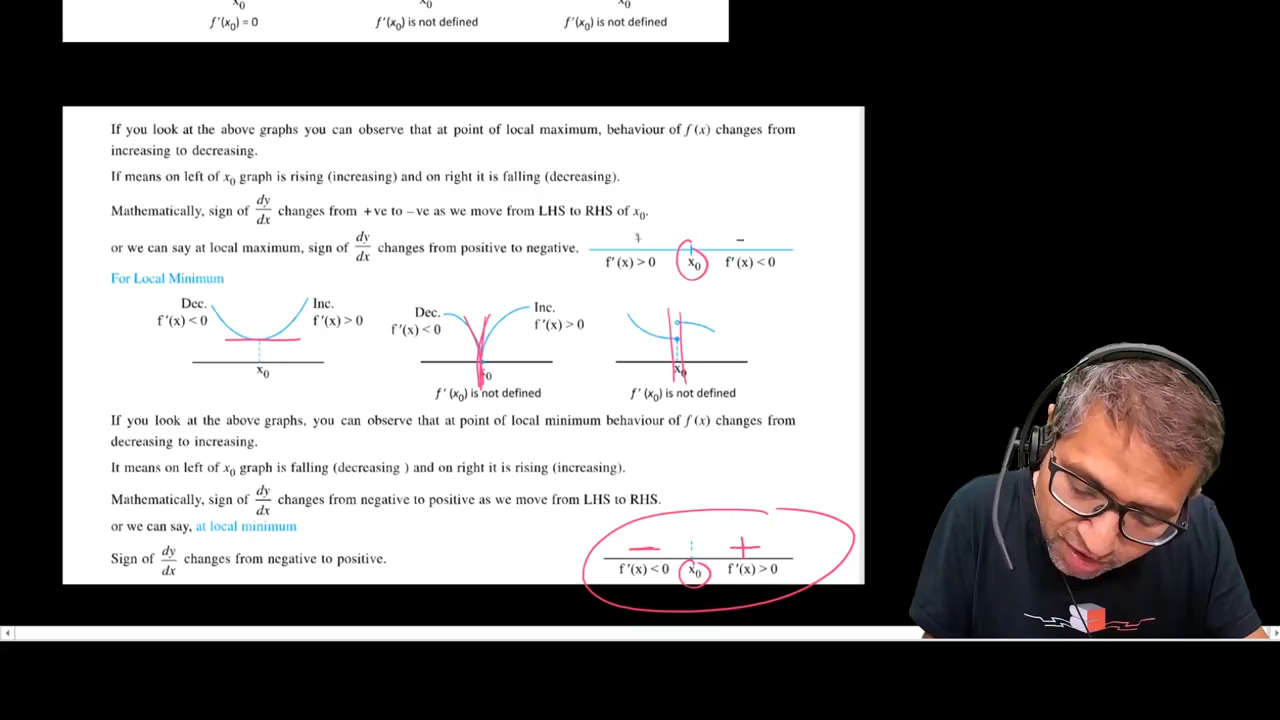 x₀ x₀ x₀
f'(x₀) = 0 f'(x₀) is not defined f'(x₀) is not defined
If you look at the above graphs you can observe that at point of local maximum, behaviour of f (x) changes from
increasing to decreasing.
If means on left of x₀ graph is rising (increasing) and on right it is falling (decreasing).
Mathematically, sign of dy/dx changes from +ve to –ve as we move from LHS to RHS of x₀.
or we can say at local maximum, sign of dy/dx changes from positive to negative.
+ –
f'(x) > 0 x₀ f'(x) < 0
For Local Minimum
Dec. Inc.
f'(x) < 0 f'(x) > 0
x₀
Dec. Inc.
f'(x) < 0 f'(x) > 0
x₀
f'(x₀) is not defined
x₀
f'(x₀) is not defined
If you look at the above graphs, you can observe that at point of local minimum behaviour of f (x) changes from
decreasing to increasing.
It means on left of x₀ graph is falling (decreasing ) and on right it is rising (increasing).
Mathematically, sign of dy/dx changes from negative to positive as we move from LHS to RHS.
or we can say, at local minimum
Sign of dy/dx changes from negative to positive.
– +
f'(x) < 0 x₀ f'(x) > 0